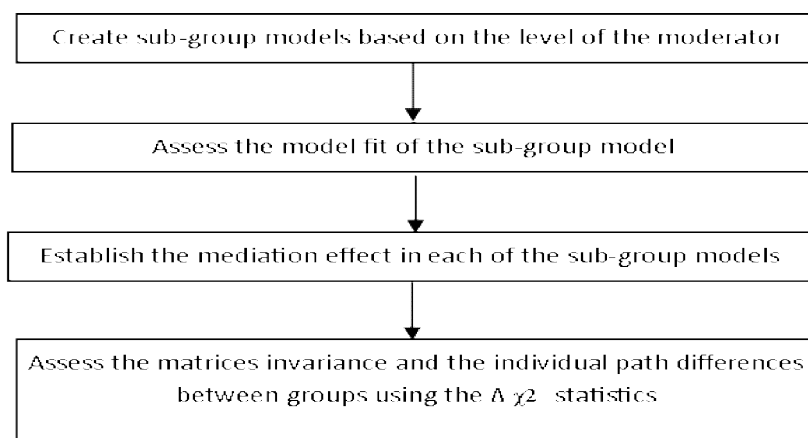 Create sub-group models based on the level of the moderator
Assess the model fit of the sub-group model
Establish the mediation effect in each of the sub-group models
Assess the matrices invariance and the individual path differences
between groups using the Δ χ2 statistics